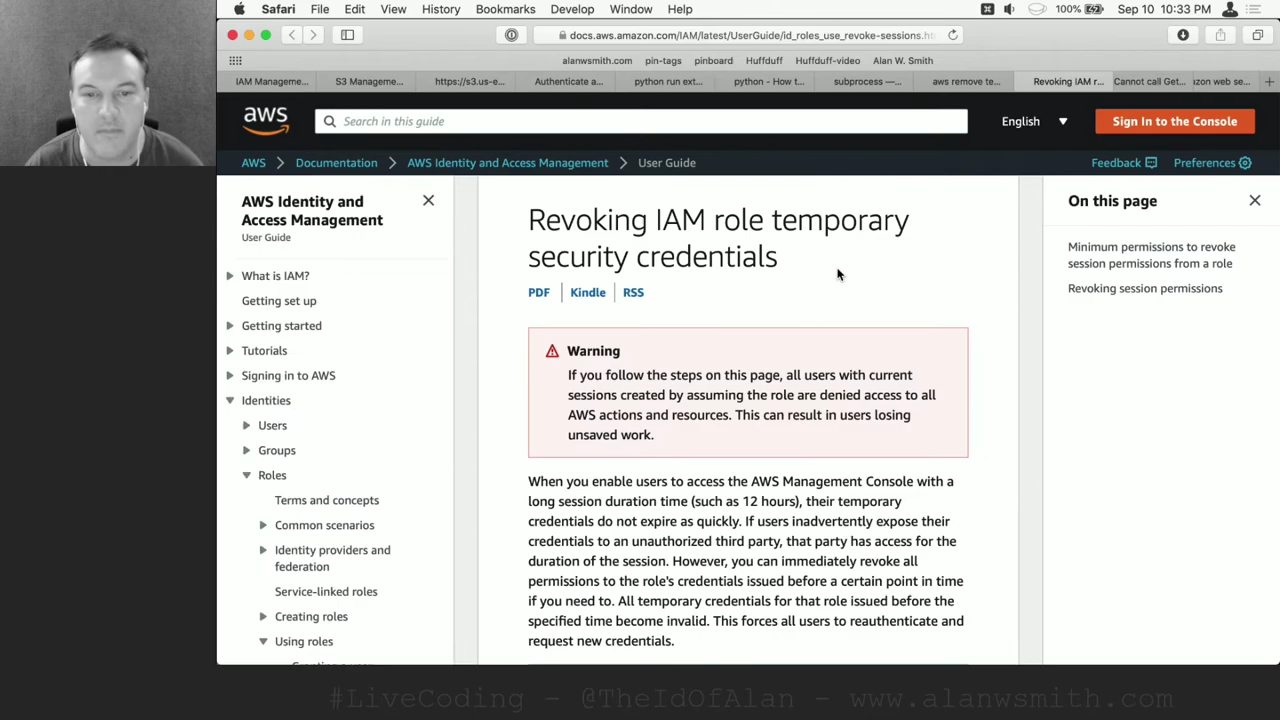 Safari File Edit View History Bookmarks Develop Window Help 100% Sep 10 10:33 PM
docs.aws.amazon.com/IAM/latest/UserGuide/id_roles_use_revoke-sessions.ht
alanwsmith.com pin-tags pinboard Huffduff Huffduff-video Alan W. Smith
IAM Manageme... S3 Manageme... https://s3.us-e... Authenticate a... python run ext... python - How t... subprocess —... aws remove te... Revoking IAM r... Cannot call Get... azon web se...
aws Search in this guide English Sign In to the Console
AWS Documentation AWS Identity and Access Management User Guide Feedback Preferences
AWS Identity and
Access Management
User Guide
What is IAM?
Getting set up
Getting started
Tutorials
Signing in to AWS
Identities
Users
Groups
Roles
Terms and concepts
Common scenarios
Identity providers and
federation
Service-linked roles
Creating roles
Using roles
Revoking IAM role temporary
security credentials
PDF Kindle RSS
Warning
If you follow the steps on this page, all users with current
sessions created by assuming the role are denied access to all
AWS actions and resources. This can result in users losing
unsaved work.
When you enable users to access the AWS Management Console with a
long session duration time (such as 12 hours), their temporary
credentials do not expire as quickly. If users inadvertently expose their
credentials to an unauthorized third party, that party has access for the
duration of the session. However, you can immediately revoke all
permissions to the role's credentials issued before a certain point in time
if you need to. All temporary credentials for that role issued before the
specified time become invalid. This forces all users to reauthenticate and
request new credentials.
On this page
Minimum permissions to revoke
session permissions from a role
Revoking session permissions
#LiveCoding - @TheIdOfAlan - www.alanwsmith.com